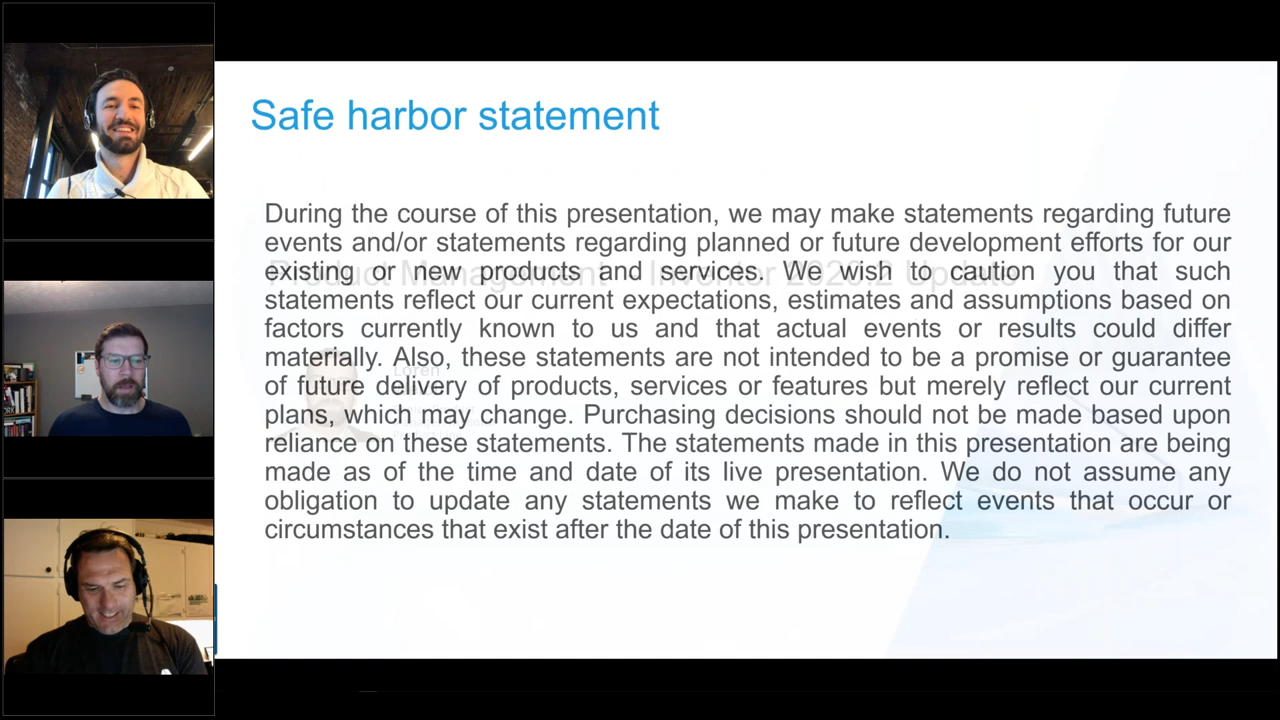 Safe harbor statement
During the course of this presentation, we may make statements regarding future
events and/or statements regarding planned or future development efforts for our
existing or new products and services. We wish to caution you that such
statements reflect our current expectations, estimates and assumptions based on
factors currently known to us and that actual events or results could differ
materially. Also, these statements are not intended to be a promise or guarantee
of future delivery of products, services or features but merely reflect our current
plans, which may change. Purchasing decisions should not be made based upon
reliance on these statements. The statements made in this presentation are being
made as of the time and date of its live presentation. We do not assume any
obligation to update any statements we make to reflect events that occur or
circumstances that exist after the date of this presentation.
Product Management - Inventor 2023.2 Update
Loren